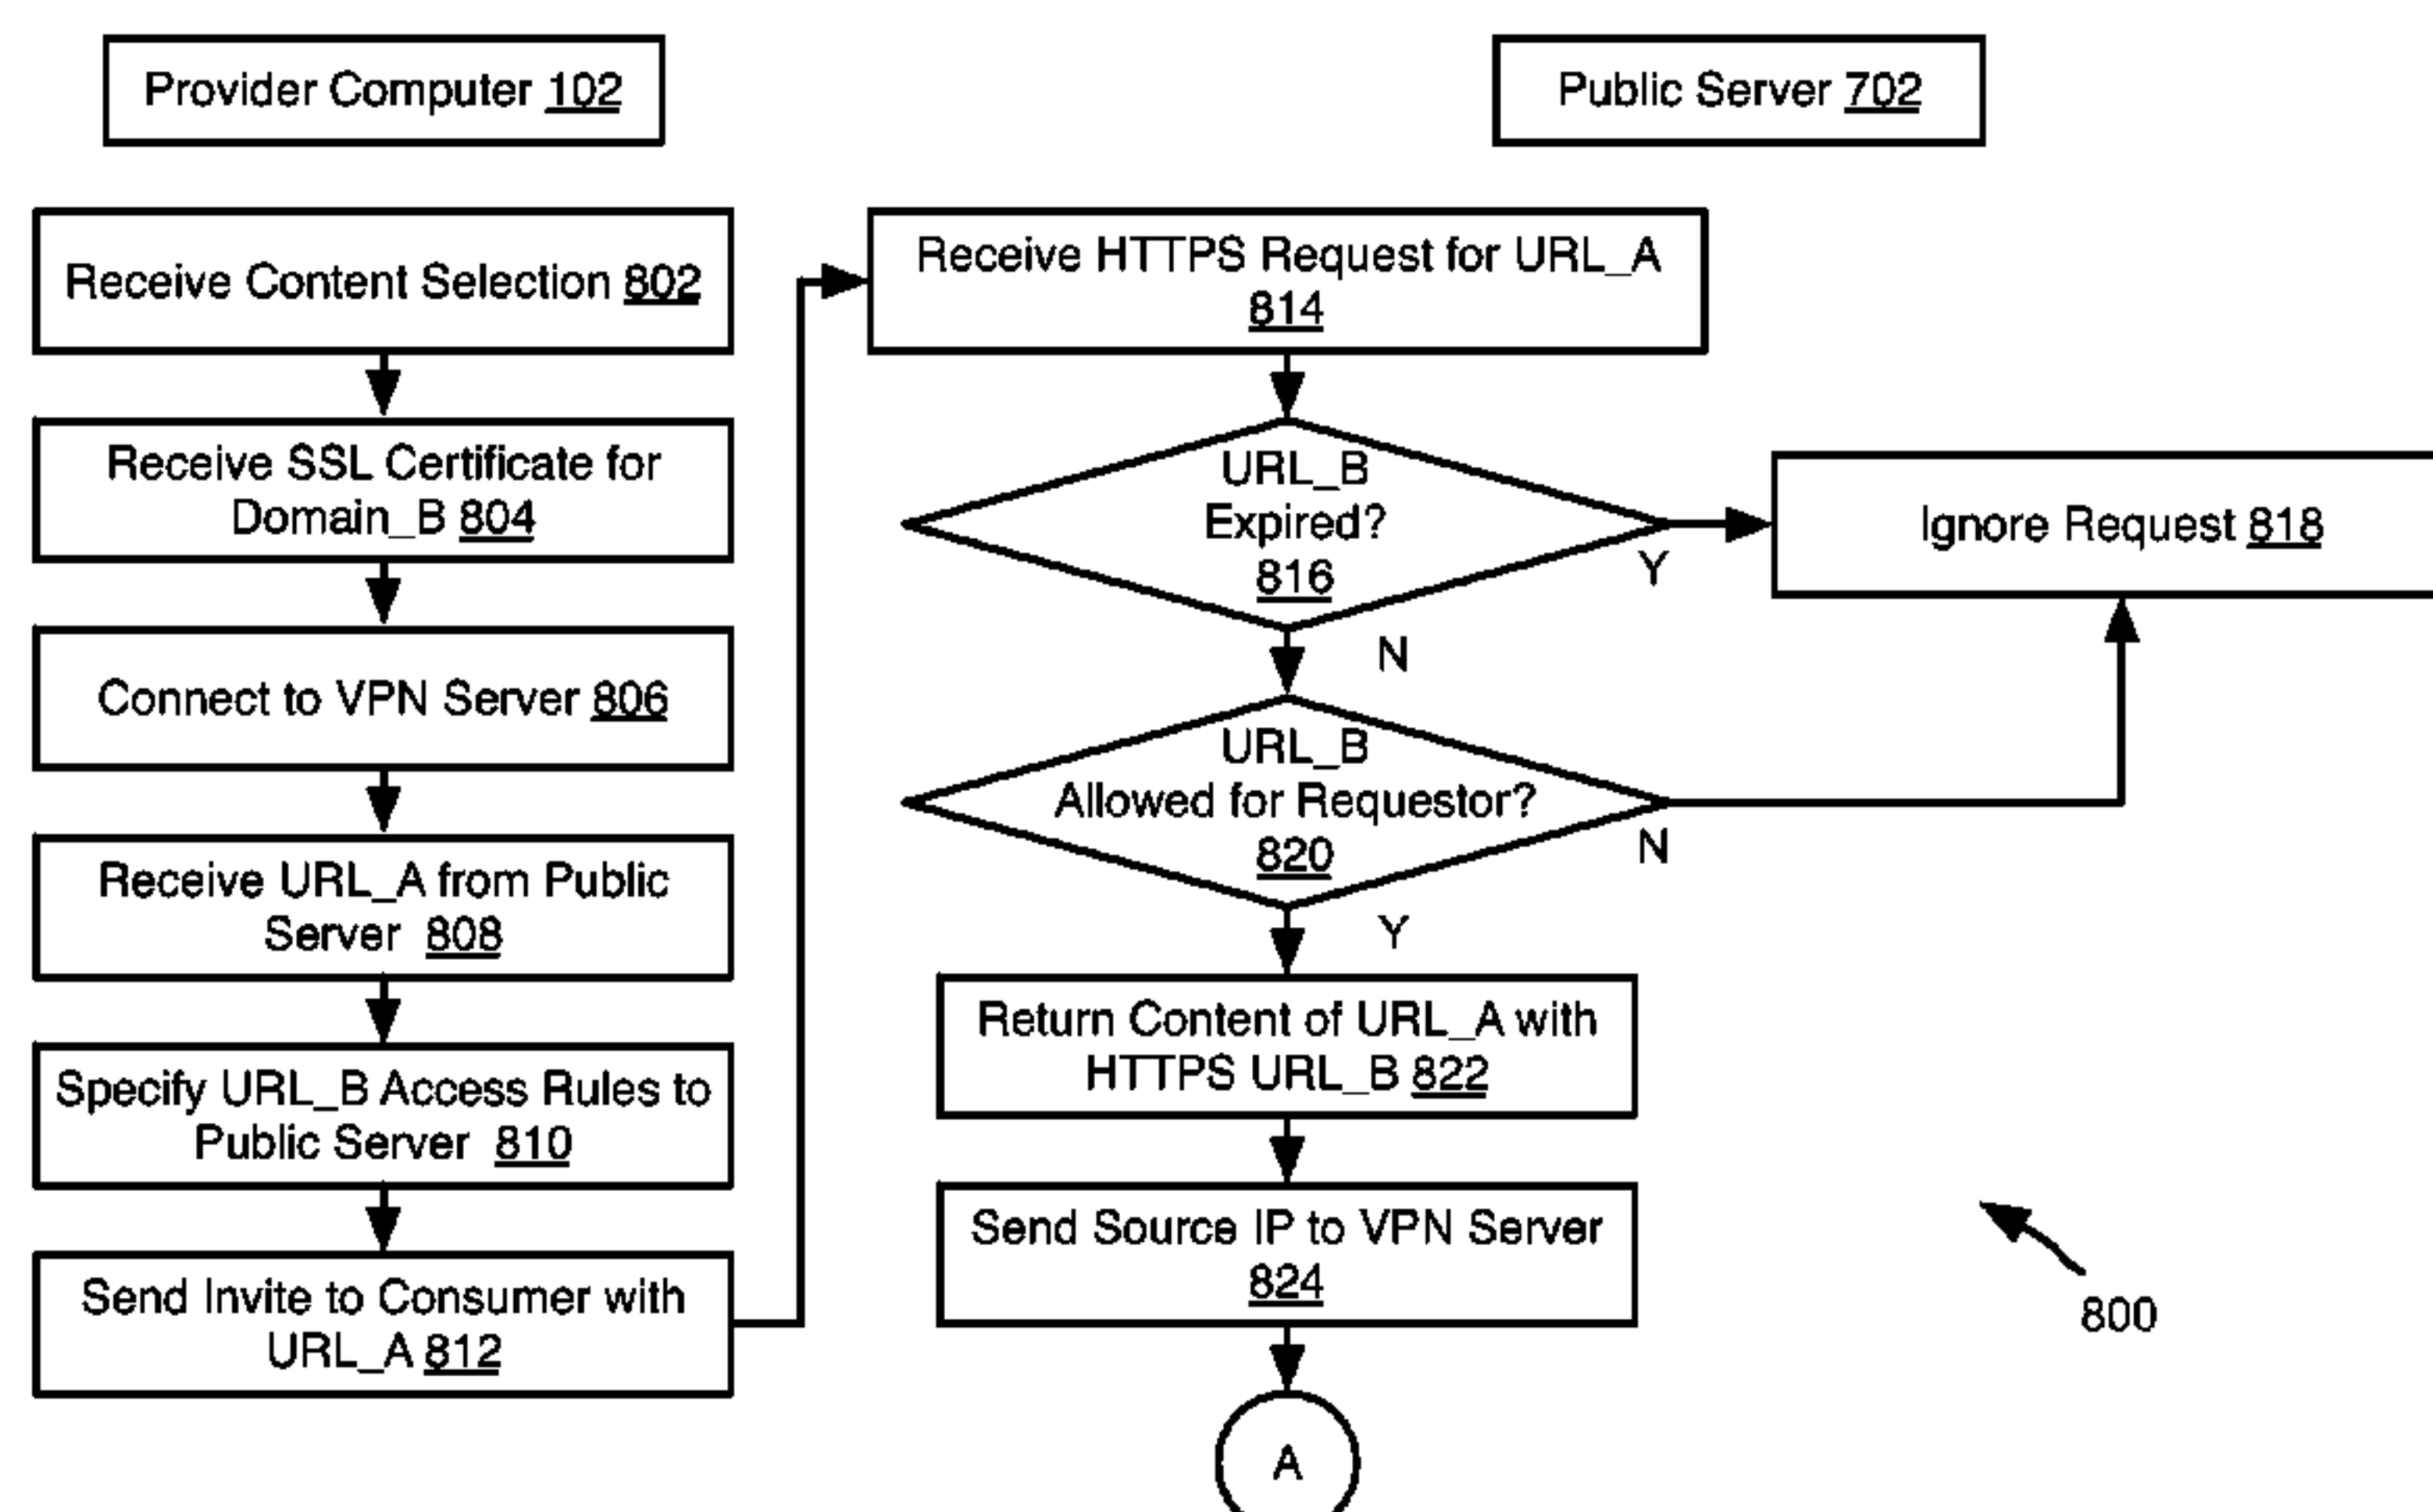 Provider Computer 102
Public Server 702
Receive Content Selection 802
Receive SSL Certificate for
Domain_B 804
Connect to VPN Server 806
Receive URL_A from Public
Server 808
Specify URL_B Access Rules to
Public Server 810
Send Invite to Consumer with
URL_A 812
Receive HTTPS Request for URL_A
814
URL_B
Expired?
816
Y
N
Ignore Request 818
URL_B
Allowed for Requestor?
820
N
Y
Return Content of URL_A with
HTTPS URL_B 822
Send Source IP to VPN Server
824
A
800